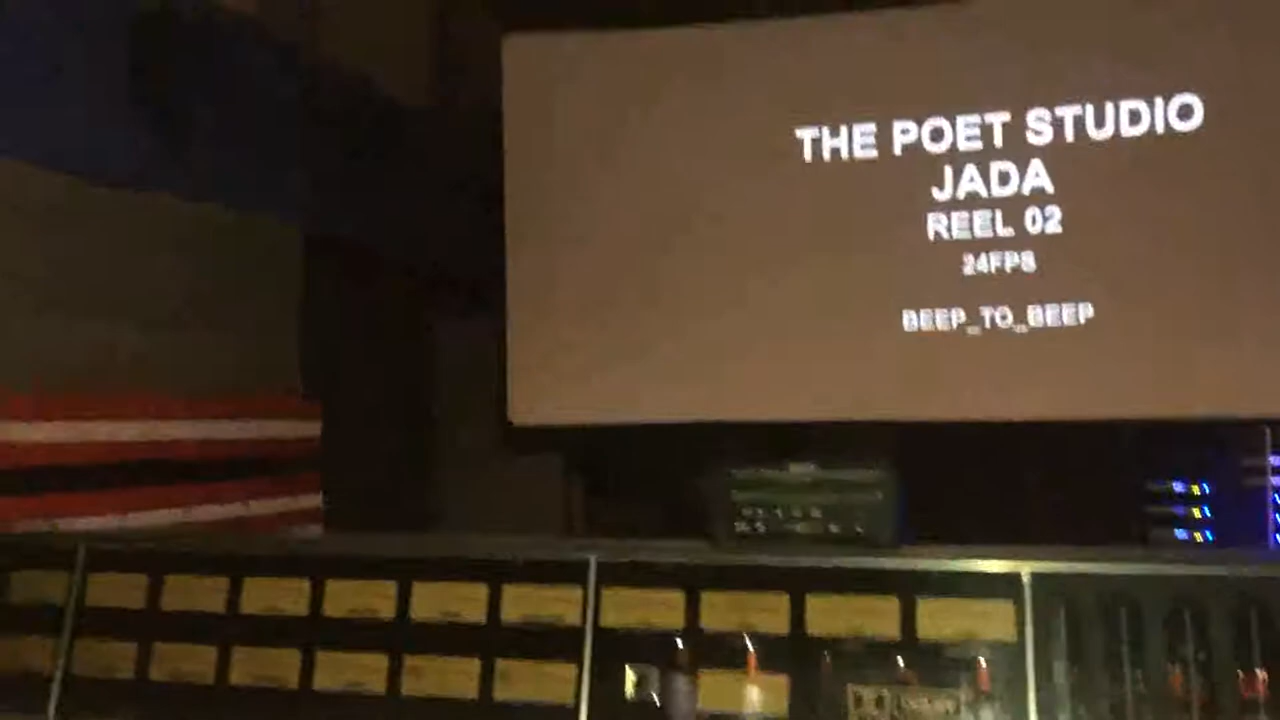 THE POET STUDIO
JADA
REEL 02
24FPS
BEEP_TO_BEEP